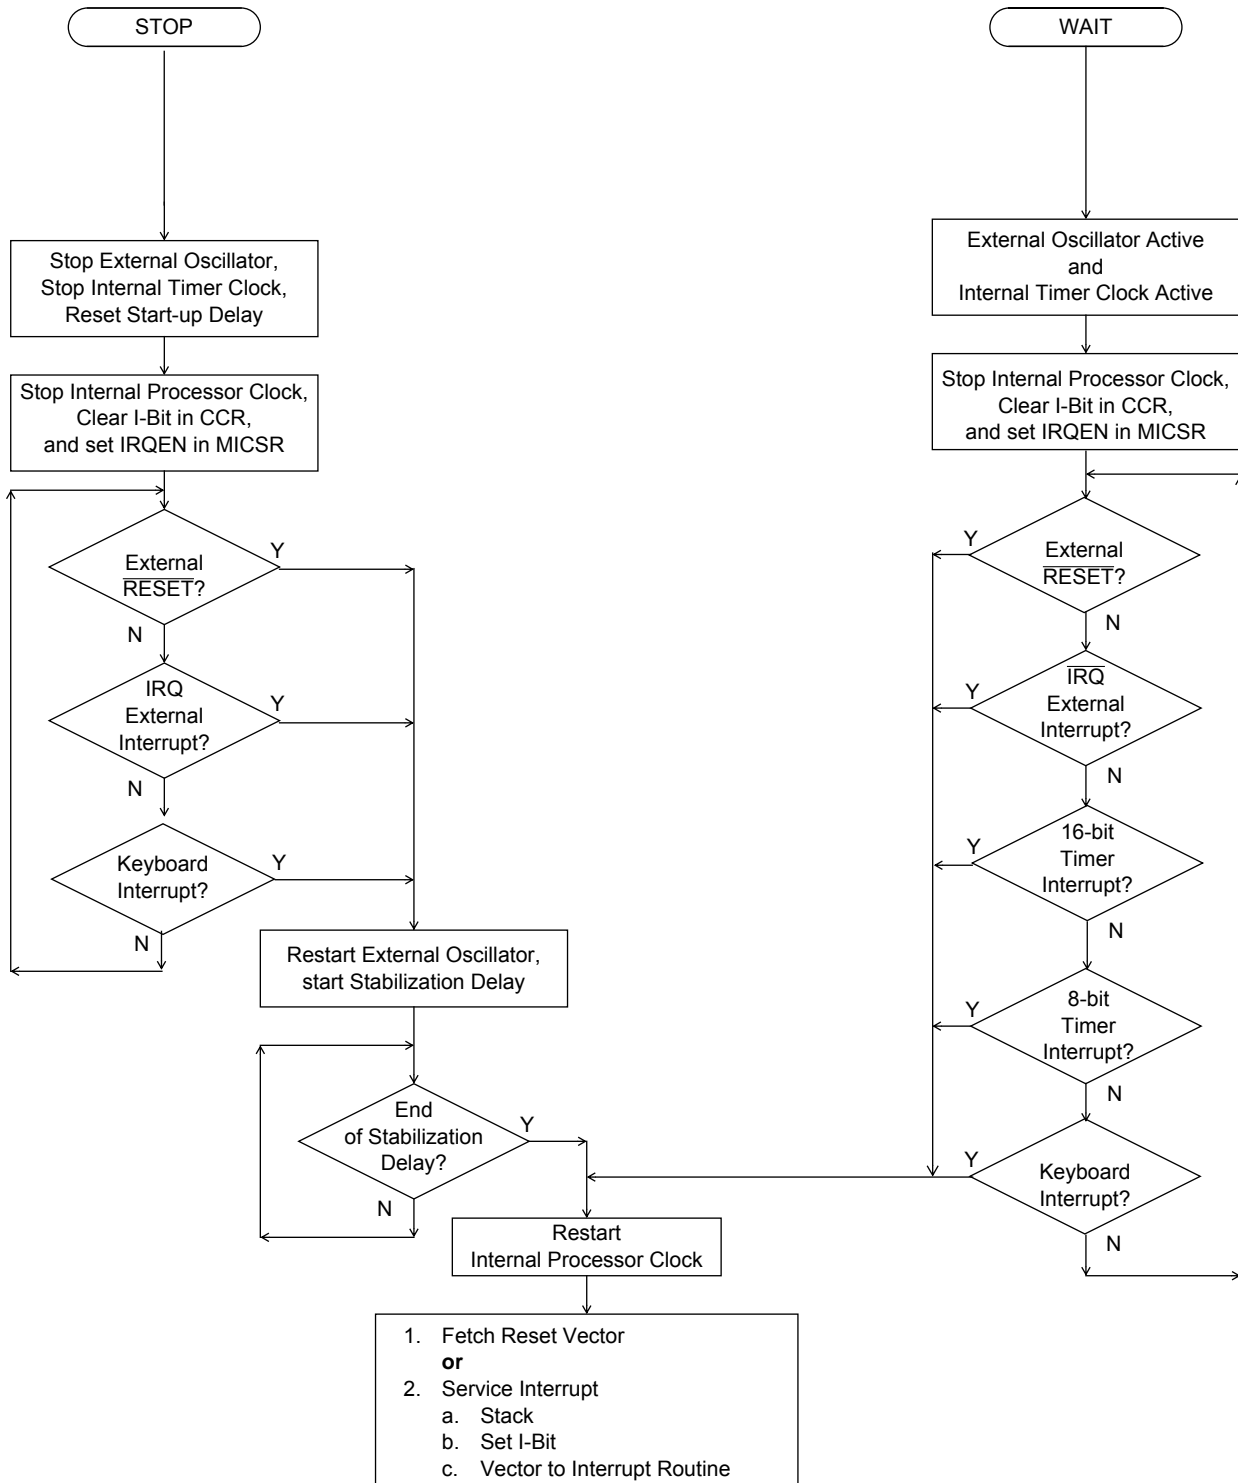 STOP
Stop External Oscillator,
Stop Internal Timer Clock,
Reset Start-up Delay
Stop Internal Processor Clock,
Clear I-Bit in CCR,
and set IRQEN in MICSR
External
RESET?
Y
N
IRQ
External
Interrupt?
Y
N
Keyboard
Interrupt?
Y
N
Restart External Oscillator,
start Stabilization Delay
End
of Stabilization
Delay?
Y
N
WAIT
External Oscillator Active
and
Internal Timer Clock Active
Stop Internal Processor Clock,
Clear I-Bit in CCR,
and set IRQEN in MICSR
External
RESET?
Y
N
IRQ
External
Interrupt?
Y
N
16-bit
Timer
Interrupt?
Y
N
8-bit
Timer
Interrupt?
Y
N
Keyboard
Interrupt?
Y
N
Restart
Internal Processor Clock
1. Fetch Reset Vector
or
2. Service Interrupt
a. Stack
b. Set I-Bit
c. Vector to Interrupt Routine